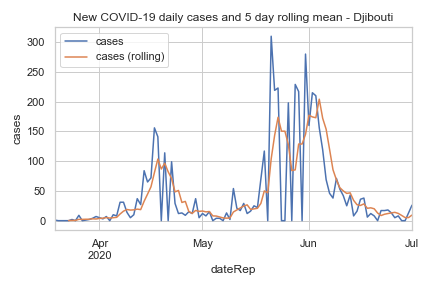 New COVID-19 daily cases and 5 day rolling mean - Djibouti
cases
cases (rolling)
300
250
200
150
100
50
0
cases
Apr
2020
May
Jun
Jul
dateRep